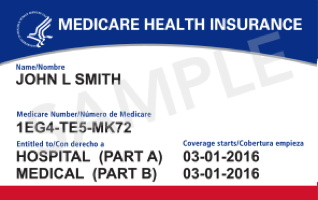 MEDICARE HEALTH INSURANCE
SAMPLE
Name/Nombre
JOHN L SMITH
Medicare Number/Número de Medicare
1EG4-TE5-MK72
Entitled to/Con derecho a Coverage starts/Cobertura empieza
HOSPITAL (PART A) 03-01-2016
MEDICAL (PART B) 03-01-2016